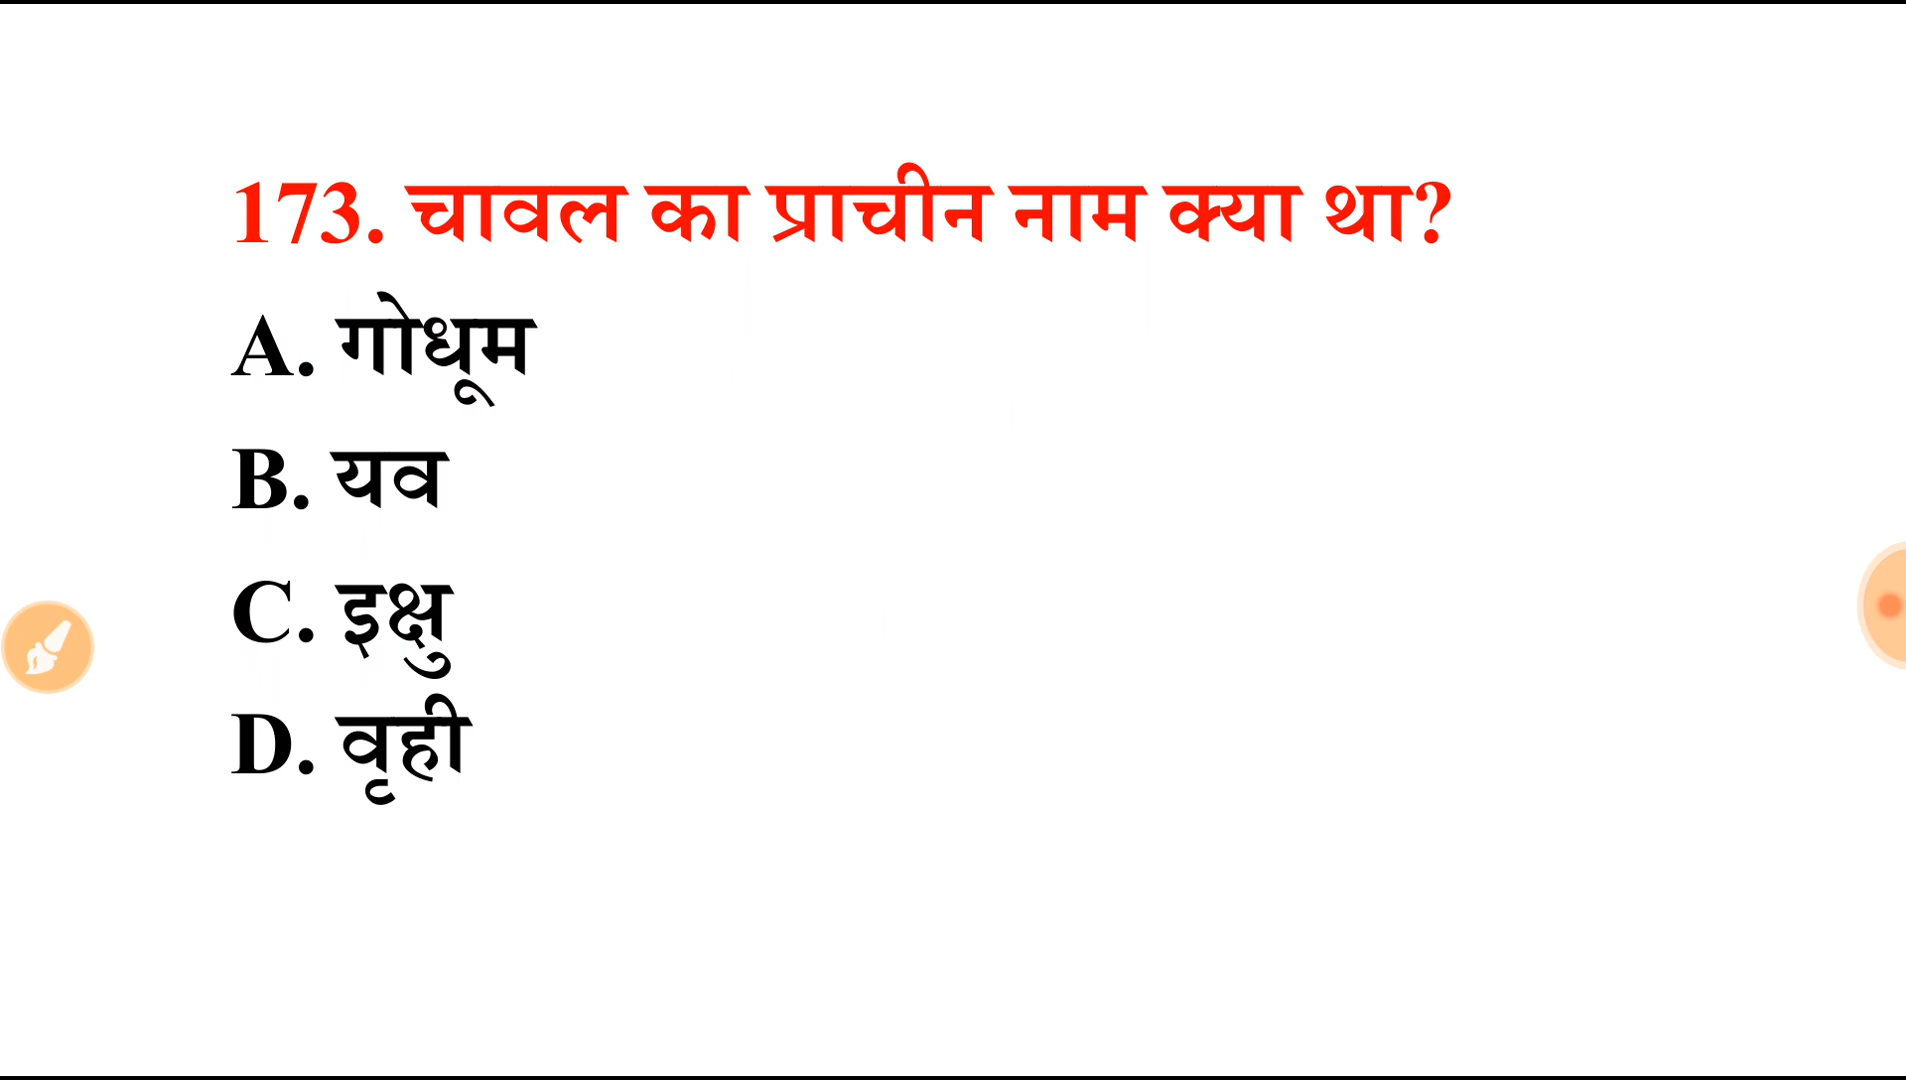 173. चावल का प्राचीन नाम क्या था?
A. गोधूम
B. यव
C. इक्षु
D. वृही